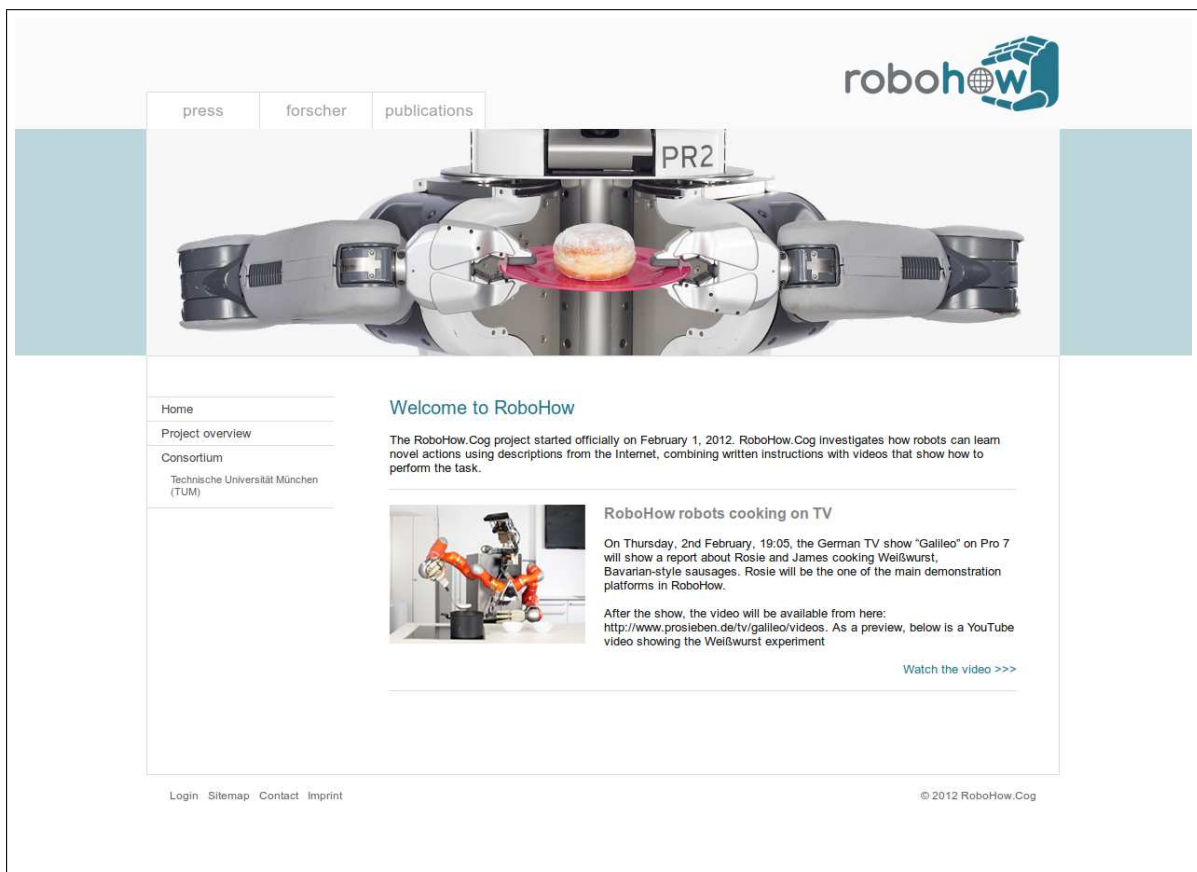 robohow
press forscher publications
PR2
Home
Project overview
Consortium
Technische Universität München
(TUM)
Welcome to RoboHow
The RoboHow.Cog project started officially on February 1, 2012. RoboHow.Cog investigates how robots can learn
novel actions using descriptions from the Internet, combining written instructions with videos that show how to
perform the task.
RoboHow robots cooking on TV
On Thursday, 2nd February, 19:05, the German TV show “Galileo” on Pro 7
will show a report about Rosie and James cooking Weißwurst,
Bavarian-style sausages. Rosie will be the one of the main demonstration
platforms in RoboHow.
After the show, the video will be available from here:
http://www.prosieben.de/tv/galileo/videos. As a preview, below is a YouTube
video showing the Weißwurst experiment
Watch the video >>>
Login Sitemap Contact Imprint
© 2012 RoboHow.Cog